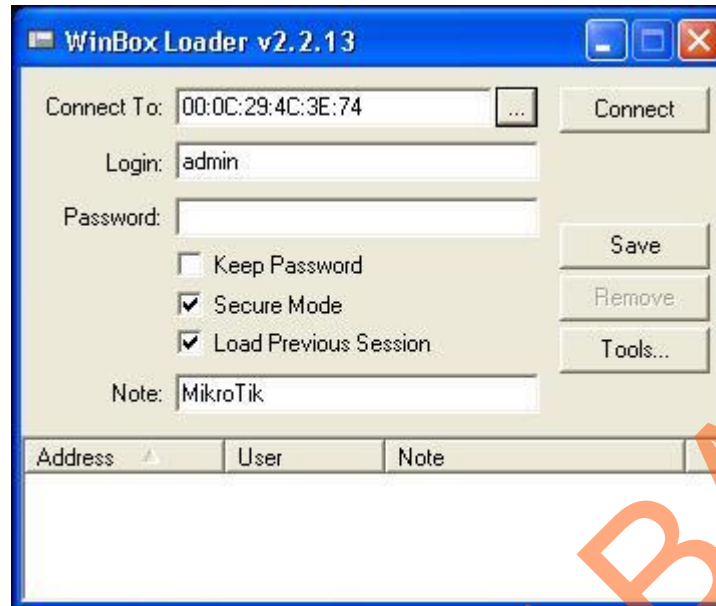 WinBox Loader v2.2.13
Connect To: 00:0C:29:4C:3E:74 ... Connect
Login: admin
Password:
Save
Keep Password
Remove
Secure Mode
Load Previous Session
Tools...
Note: MikroTik
Address User Note